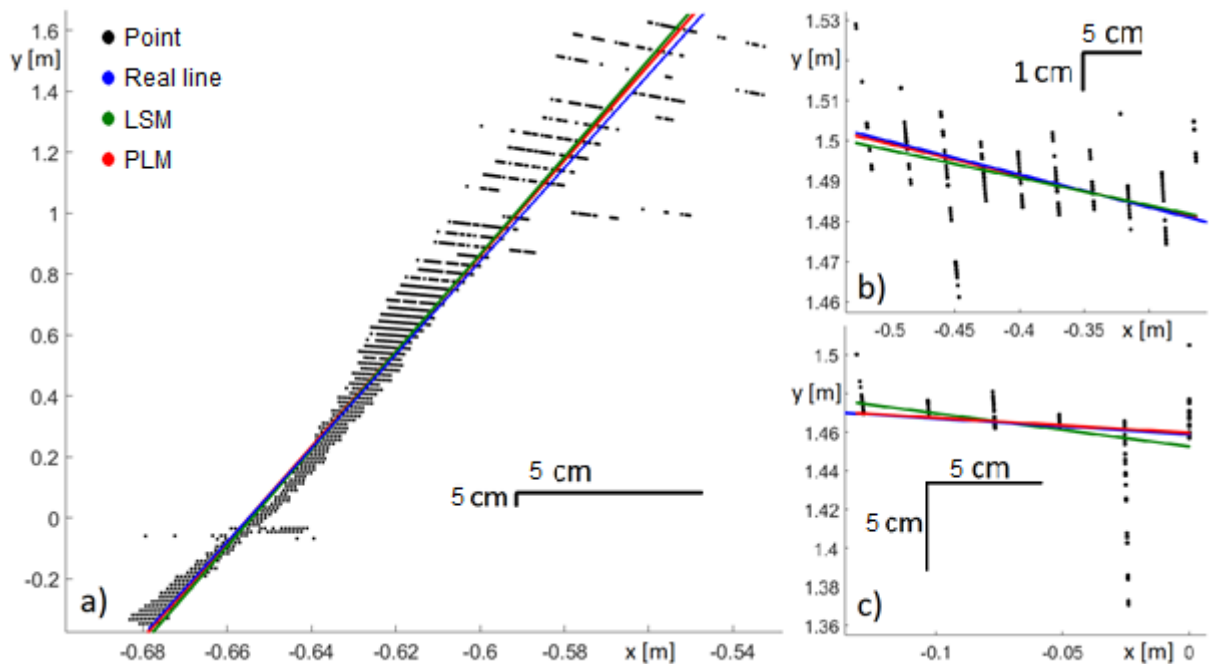 1.6
y [m]
1.4
1.2
1
0.8
0.6
0.4
0.2
0
-0.2
Point
Real line
LSM
PLM
5 cm
5 cm
a)
-0.68 -0.66 -0.64 -0.62 -0.6 -0.58 -0.56 x [m] -0.54
1.53
y [m]
1.51
1.5
1.49
1.48
1.47
1.46
5 cm
1 cm
b)
-0.5 -0.45 -0.4 -0.35 x [m]
1.5
y [m]
1.46
1.44
1.42
1.4
1.38
1.36
5 cm
5 cm
c)
-0.1 -0.05 x [m] 0